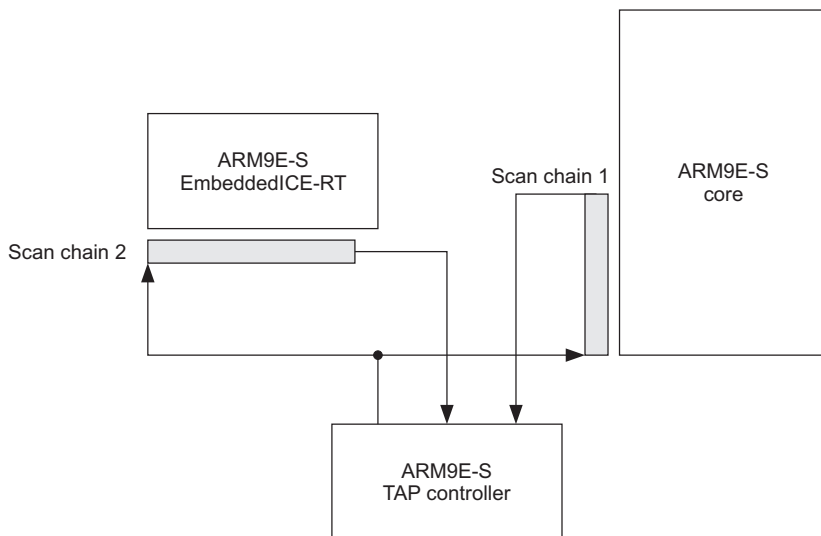 ARM9E-S
EmbeddedICE-RT
Scan chain 1
ARM9E-S
core
Scan chain 2
ARM9E-S
TAP controller